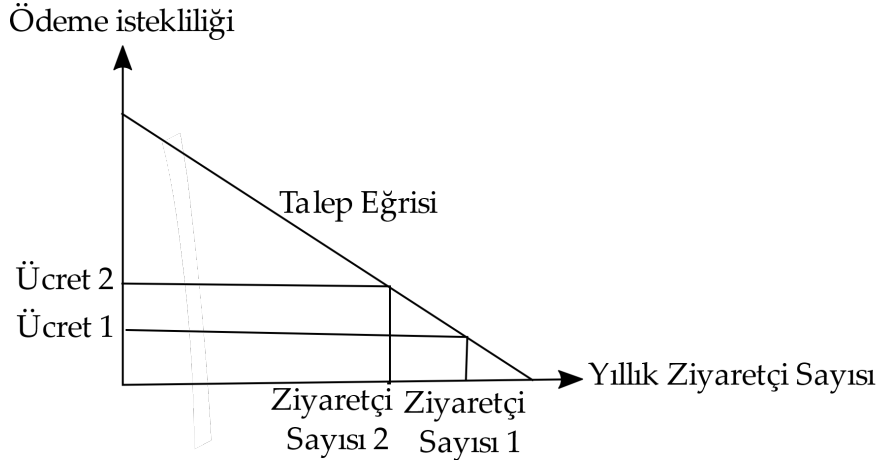 Ödeme istekliliği
Talep Eğrisi
Ücret 2
Ücret 1
Yıllık Ziyaretçi Sayısı
Ziyaretçi
Sayısı 2
Ziyaretçi
Sayısı 1